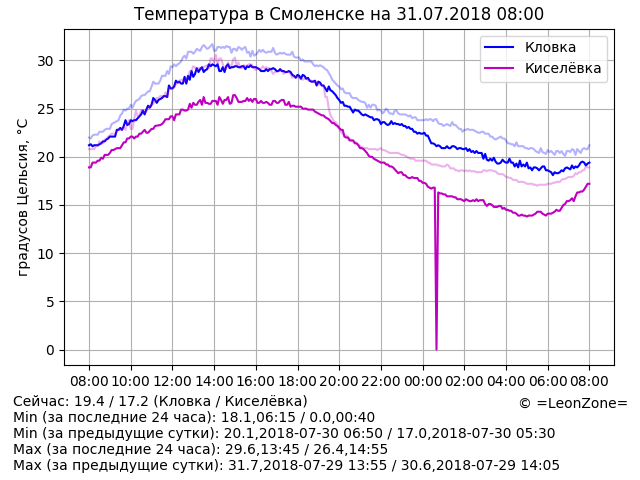 Температура в Смоленске на 31.07.2018 08:00
градусов Цельсия, °C
30
25
20
15
10
5
0
Кловка
Киселёвка
08:00 10:00 12:00 14:00 16:00 18:00 20:00 22:00 00:00 02:00 04:00 06:00 08:00
Сейчас: 19.4 / 17.2 (Кловка / Киселёвка)
© =LeonZone=
Min (за последние 24 часа): 18.1,06:15 / 0.0,00:40
Min (за предыдущие сутки): 20.1,2018-07-30 06:50 / 17.0,2018-07-30 05:30
Max (за последние 24 часа): 29.6,13:45 / 26.4,14:55
Max (за предыдущие сутки): 31.7,2018-07-29 13:55 / 30.6,2018-07-29 14:05